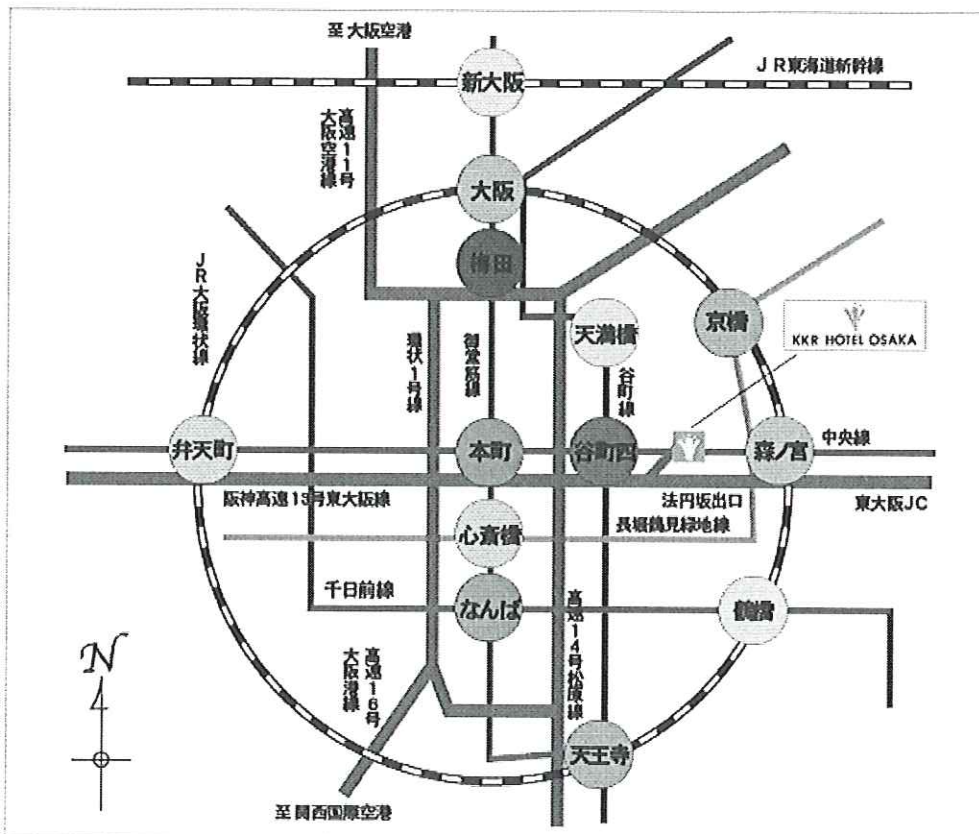 至大阪空港
新大阪
JR東海道新幹線
高速11号
大阪空港線
大阪
梅田
JR大阪環状線
環状1号線
御堂筋線
天満橋
京橋
KKR HOTEL OSAKA
谷町線
弁天町
本町
谷町四
森ノ宮
中央線
阪神高速13号東大阪線
法円坂出口
東大阪JC
心斎橋
長堀鶴見緑地線
千日前線
なんば
鶴橋
高速14号松原線
N
高速16号
大阪港線
天王寺
至関西国際空港